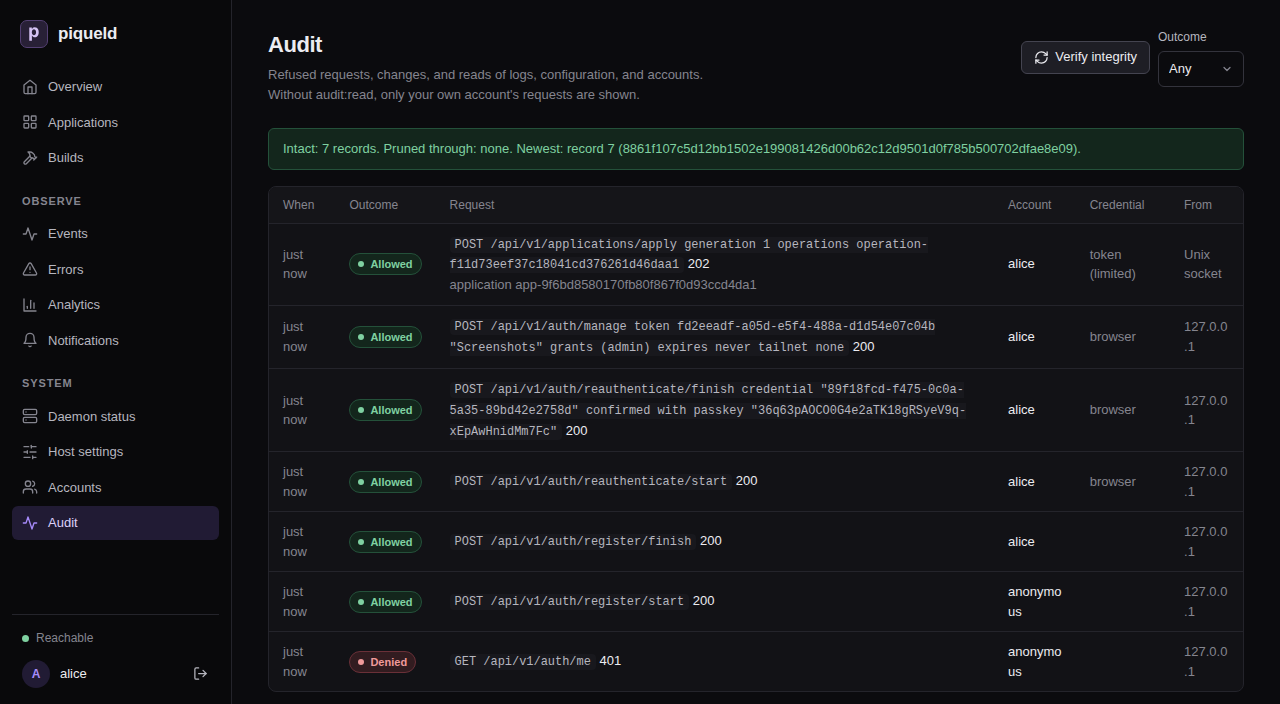 p piqueld
Overview
Applications
Builds
OBSERVE
Events
Errors
Analytics
Notifications
SYSTEM
Daemon status
Host settings
Accounts
Audit
Reachable
A alice
Audit
Refused requests, changes, and reads of logs, configuration, and accounts.
Without audit:read, only your own account's requests are shown.
Verify integrity
Outcome
Any
Intact: 7 records. Pruned through: none. Newest: record 7 (8861f107c5d12bb1502e199081426d00b62c12d9501d0f785b500702dfae8e09).
When Outcome Request Account Credential From
just
now
Allowed
POST /api/v1/applications/apply generation 1 operations operation-
f11d73eef37c18041cd376261d46daa1 202
application app-9f6bd8580170fb80f867f0d93ccd4da1
alice
token
(limited)
Unix
socket
just
now
Allowed
POST /api/v1/auth/manage token fd2eeadf-a05d-e5f4-488a-d1d54e07c04b
"Screenshots" grants (admin) expires never tailnet none 200
alice
browser
127.0.0
.1
just
now
Allowed
POST /api/v1/auth/reauthenticate/finish credential "89f18fcd-f475-0c0a-
5a35-89bd42e2758d" confirmed with passkey "36q63pAOCO0G4e2aTK18gRSyeV9q-
xEpAwHnidMm7Fc" 200
alice
browser
127.0.0
.1
just
now
Allowed
POST /api/v1/auth/reauthenticate/start 200
alice
browser
127.0.0
.1
just
now
Allowed
POST /api/v1/auth/register/finish 200
alice
127.0.0
.1
just
now
Allowed
POST /api/v1/auth/register/start 200
anonymo
us
127.0.0
.1
just
now
Denied
GET /api/v1/auth/me 401
anonymo
us
127.0.0
.1